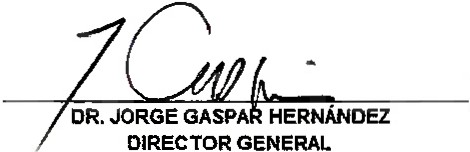 DR. JORGE GASPAR HERNÁNDEZ
DIRECTOR GENERAL